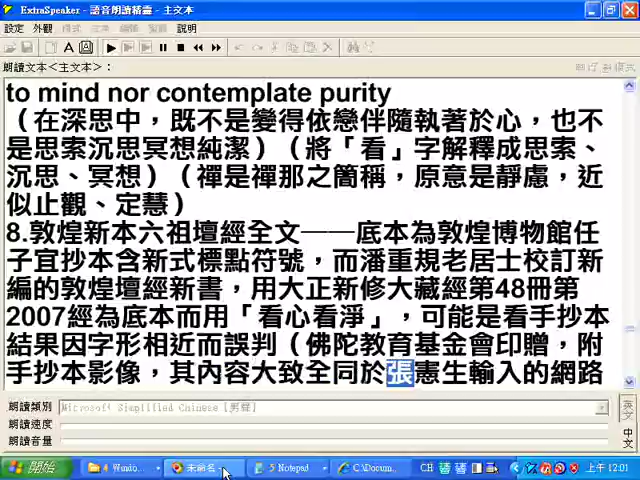 ExtraSpeaker - 語音朗讀精靈 - 主文本
設定 外觀 說明
朗讀文本<主文本>：
to mind nor contemplate purity
（在深思中，既不是變得依戀伴隨執著於心，也不
是思索沉思冥想純潔）（將「看」字解釋成思索、
沉思、冥想）（禪是禪那之簡稱，原意是靜慮，近
似止觀、定慧）
8.敦煌新本六祖壇經全文──底本為敦煌博物館任
子宜抄本含新式標點符號，而潘重規老居士校訂新
編的敦煌壇經新書，用大正新修大藏經第48冊第
2007經為底本而用「看心看淨」，可能是看手抄本
結果因字形相近而誤判（佛陀教育基金會印贈，附
手抄本影像，其內容大致全同於張憲生輸入的網路
朗讀類別 Microsoft Simplified Chinese [男聲]
朗讀速度
朗讀音量
英文
中文
開始 4 Windo... 未命名 - 5 Notepad C:\Docum... CH 上午 12:01